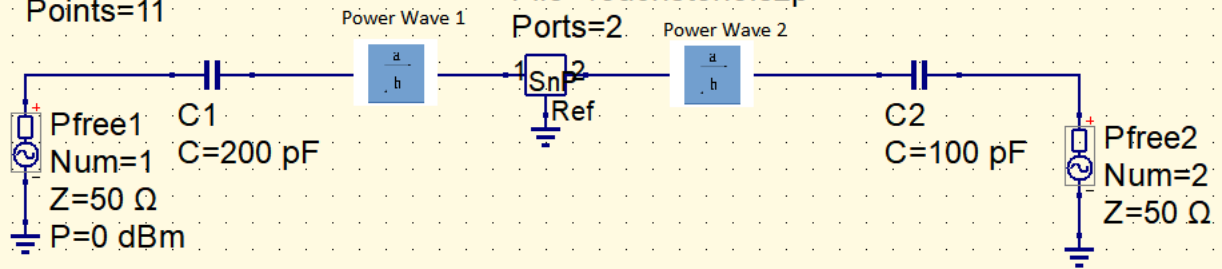 Points=11
Power Wave 1
Ports=2
Power Wave 2
a
b
1
SnP
2
a
b
Ref
C1
C=200 pF
Pfree1
Num=1
Z=50 Ω
P=0 dBm
C2
C=100 pF
Pfree2
Num=2
Z=50 Ω